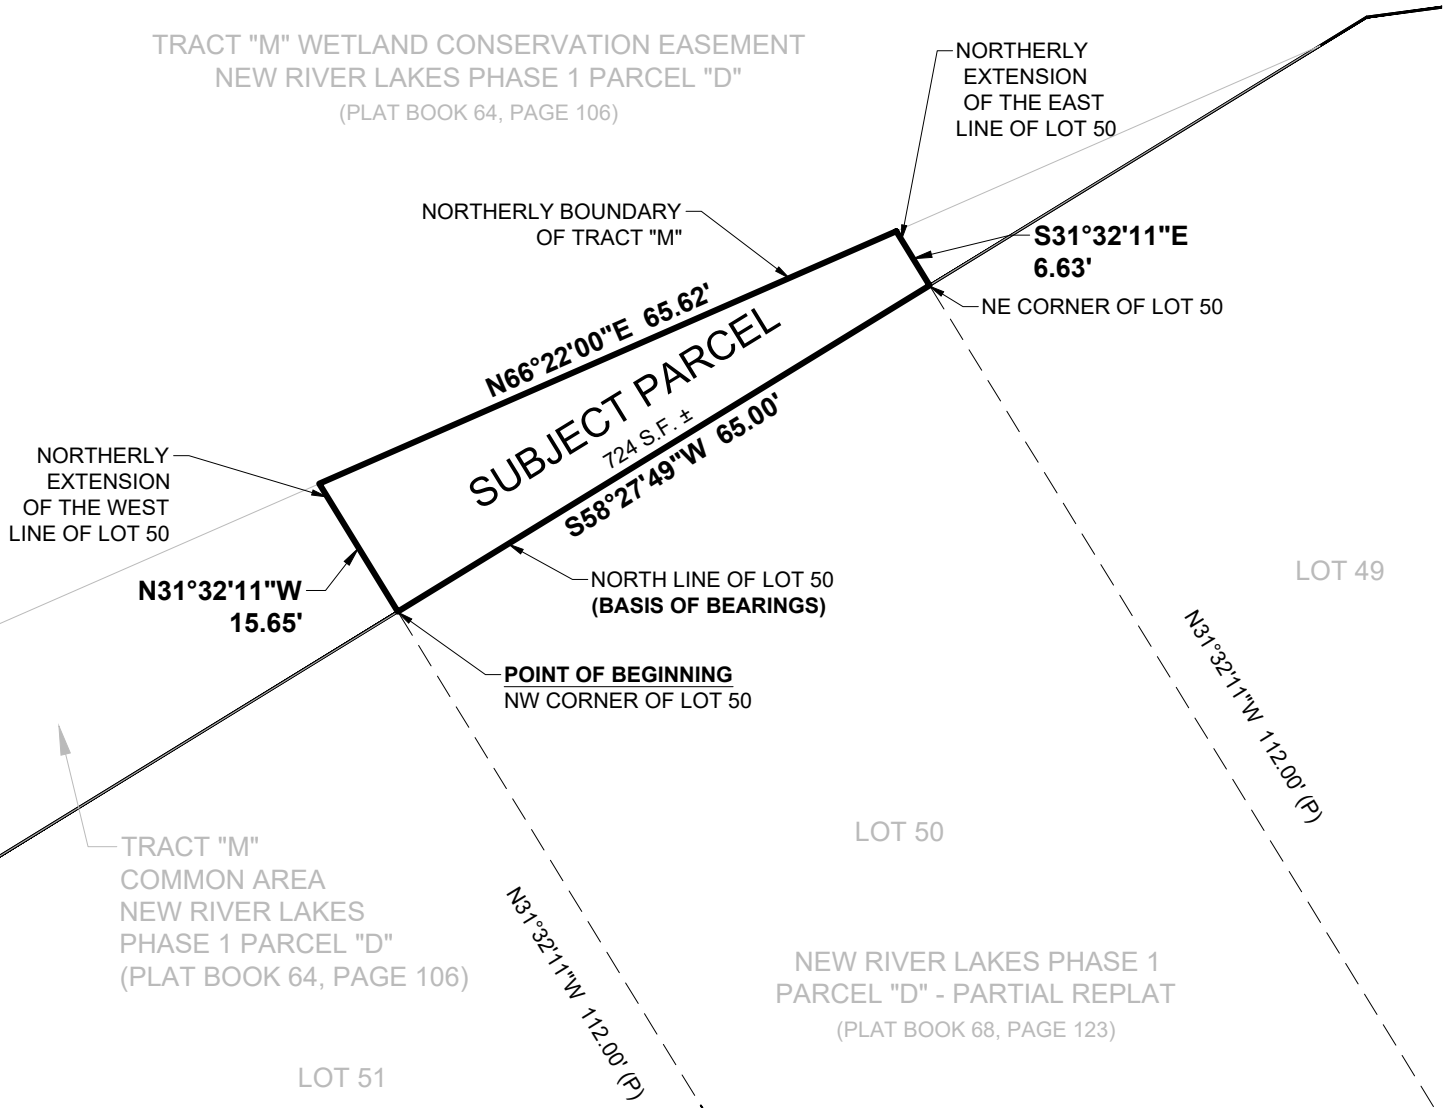 TRACT "M" WETLAND CONSERVATION EASEMENT
NEW RIVER LAKES PHASE 1 PARCEL "D"
(PLAT BOOK 64, PAGE 106)
NORTHERLY
EXTENSION
OF THE EAST
LINE OF LOT 50
NORTHERLY BOUNDARY
OF TRACT "M"
S31°32'11"E
6.63'
NE CORNER OF LOT 50
N66°22'00"E 65.62'
SUBJECT PARCEL
724 S.F. ±
S58°27'49"W 65.00'
NORTHERLY
EXTENSION
OF THE WEST
LINE OF LOT 50
N31°32'11"W
15.65'
NORTH LINE OF LOT 50
(BASIS OF BEARINGS)
POINT OF BEGINNING
NW CORNER OF LOT 50
LOT 49
N31°32'11"W 112.00' (P)
LOT 50
TRACT "M"
COMMON AREA
NEW RIVER LAKES
PHASE 1 PARCEL "D"
(PLAT BOOK 64, PAGE 106)
N31°32'11"W 112.00' (P)
NEW RIVER LAKES PHASE 1
PARCEL "D" - PARTIAL REPLAT
(PLAT BOOK 68, PAGE 123)
LOT 51